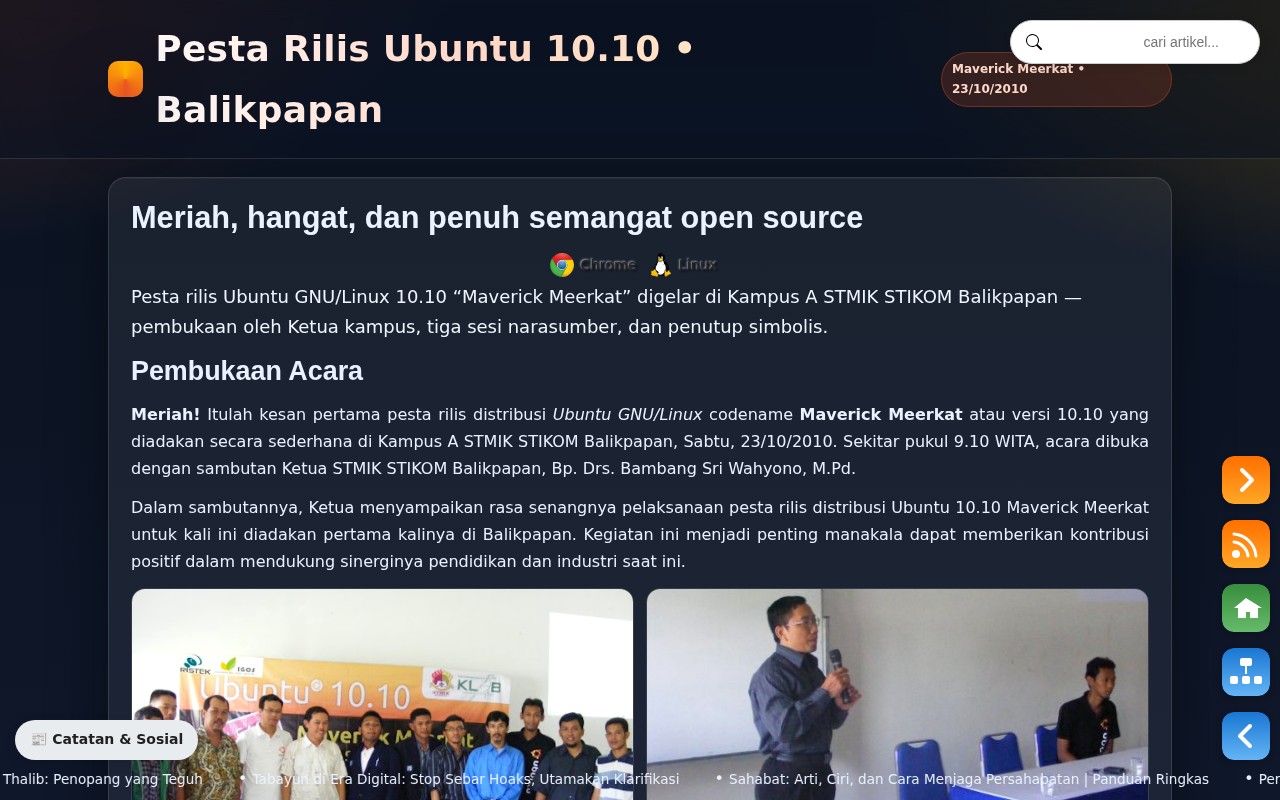 Pesta Rilis Ubuntu 10.10 •
Balikpapan
cari artikel...
Maverick Meerkat •
23/10/2010
Meriah, hangat, dan penuh semangat open source
Chrome Linux
Pesta rilis Ubuntu GNU/Linux 10.10 “Maverick Meerkat” digelar di Kampus A STMIK STIKOM Balikpapan —
pembukaan oleh Ketua kampus, tiga sesi narasumber, dan penutup simbolis.
Pembukaan Acara
Meriah! Itulah kesan pertama pesta rilis distribusi Ubuntu GNU/Linux codename Maverick Meerkat atau versi 10.10 yang
diadakan secara sederhana di Kampus A STMIK STIKOM Balikpapan, Sabtu, 23/10/2010. Sekitar pukul 9.10 WITA, acara dibuka
dengan sambutan Ketua STMIK STIKOM Balikpapan, Bp. Drs. Bambang Sri Wahyono, M.Pd.
Dalam sambutannya, Ketua menyampaikan rasa senangnya pelaksanaan pesta rilis distribusi Ubuntu 10.10 Maverick Meerkat
untuk kali ini diadakan pertama kalinya di Balikpapan. Kegiatan ini menjadi penting manakala dapat memberikan kontribusi
positif dalam mendukung sinerginya pendidikan dan industri saat ini.
RISTEK IGOS
Ubuntu® 10.10
Maverick
📰 Catatan & Sosial
Thalib: Penopang yang Teguh • Tabayun di Era Digital: Stop Sebar Hoaks, Utamakan Klarifikasi • Sahabat: Arti, Ciri, dan Cara Menjaga Persahabatan | Panduan Ringkas •